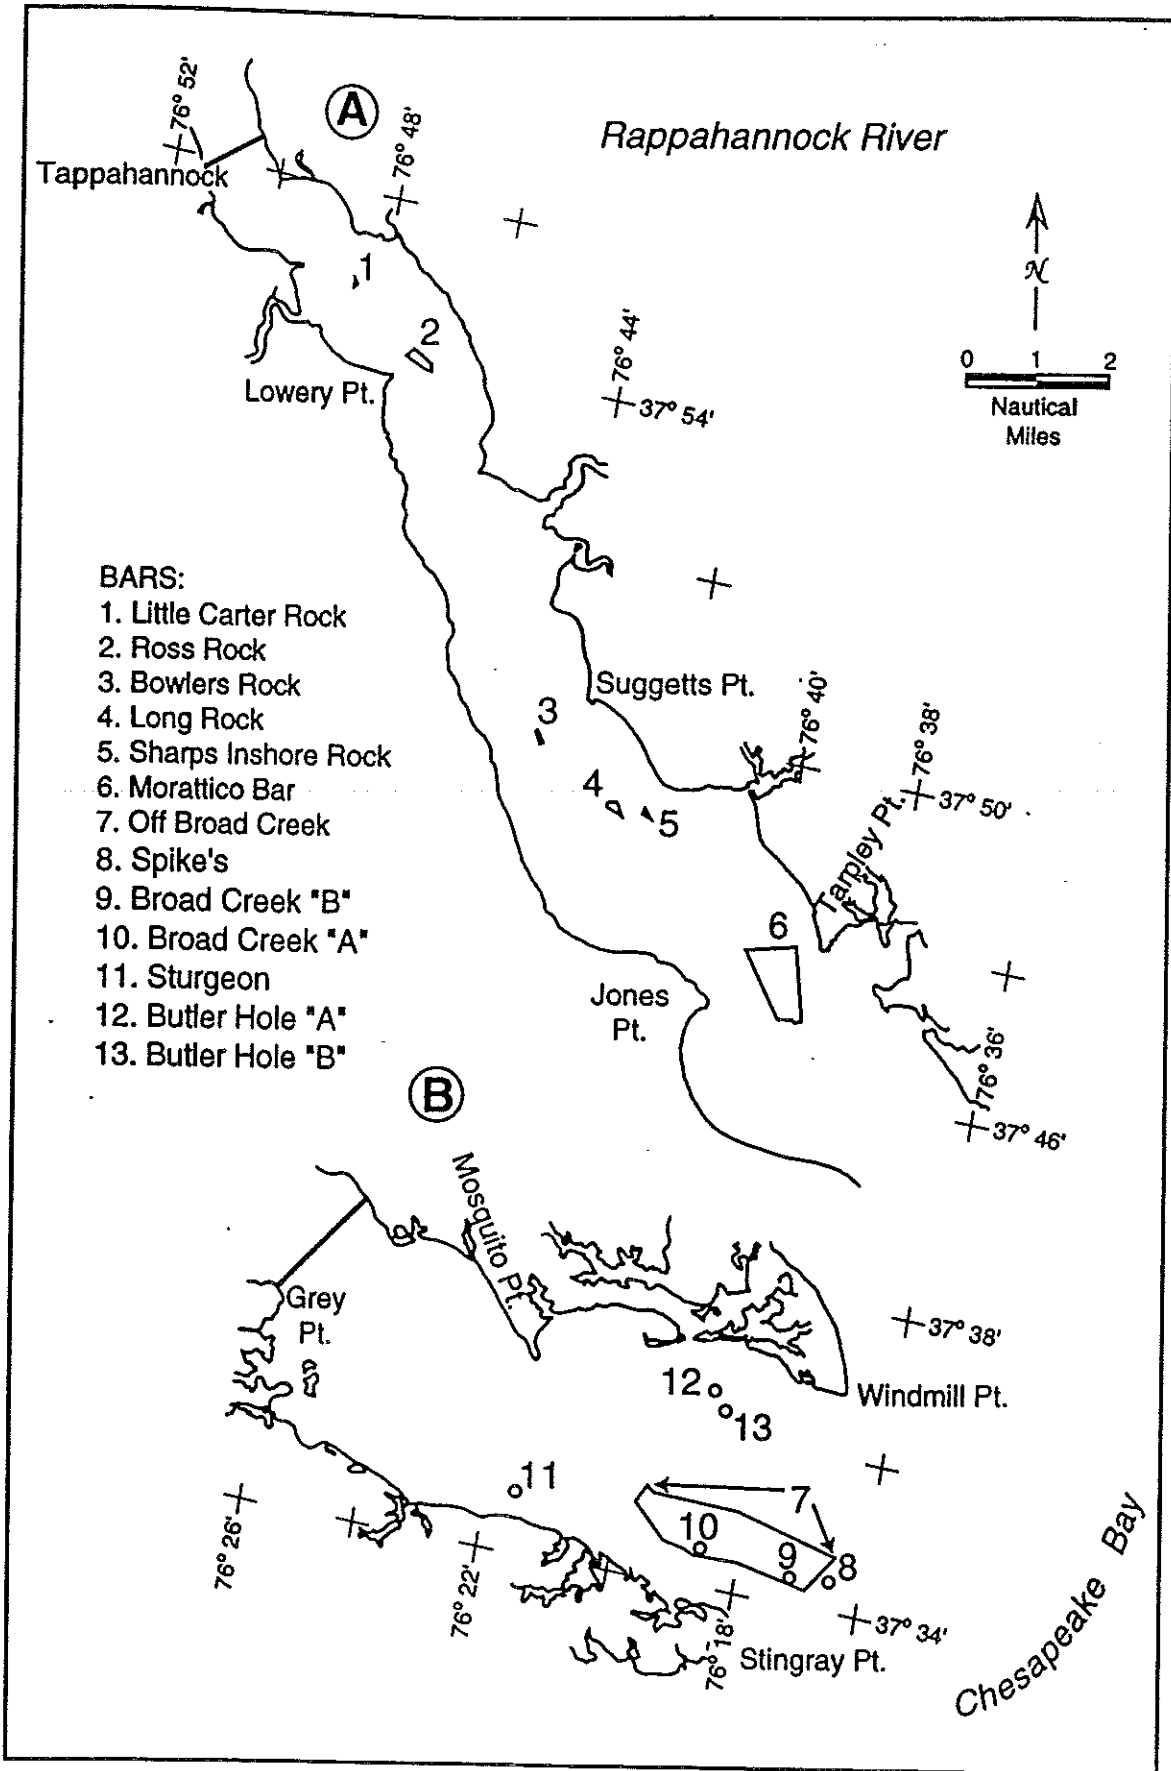 A
Rappahannock River
76° 52'
76° 48'
Tappahannock
N
1
2
76° 44'
37° 54'
Lowery Pt.
0 1 2
Nautical
Miles
BARS:
1. Little Carter Rock
2. Ross Rock
3. Bowlers Rock
4. Long Rock
5. Sharps Inshore Rock
6. Morattico Bar
7. Off Broad Creek
8. Spike's
9. Broad Creek "B"
10. Broad Creek "A"
11. Sturgeon
12. Butler Hole "A"
13. Butler Hole "B"
Suggetts Pt.
3
76° 40'
76° 38'
4
5
37° 50'
Tarpley Pt.
6
Jones
Pt.
76° 36'
37° 46'
B
Mosquito Pt.
Grey
Pt.
37° 38'
12
Windmill Pt.
13
11
7
10
9
8
76° 26'
76° 22'
76° 18'
37° 34'
Stingray Pt.
Chesapeake Bay